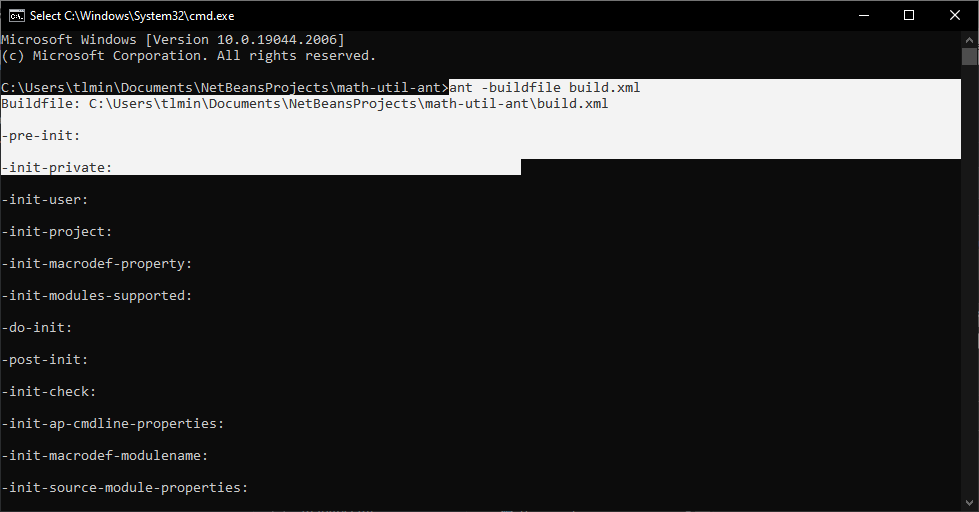 Select C:\Windows\System32\cmd.exe
Microsoft Windows [Version 10.0.19044.2006]
(c) Microsoft Corporation. All rights reserved.
C:\Users\tlmin\Documents\NetBeansProjects\math-util-ant>ant -buildfile build.xml
Buildfile: C:\Users\tlmin\Documents\NetBeansProjects\math-util-ant\build.xml
-pre-init:
-init-private:
-init-user:
-init-project:
-init-macrodef-property:
-init-modules-supported:
-do-init:
-post-init:
-init-check:
-init-ap-cmdline-properties:
-init-macrodef-modulename:
-init-source-module-properties: